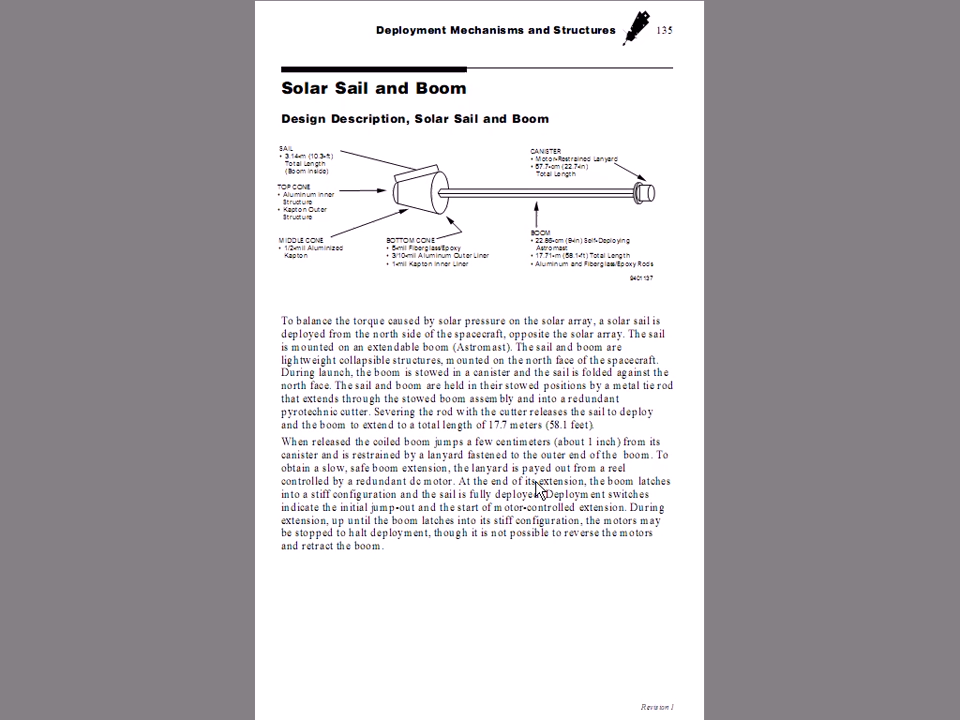 Deployment Mechanisms and Structures 135
Solar Sail and Boom
Design Description, Solar Sail and Boom
SAIL
• 3.14-m (10.3-ft)
Total Length
(Boom Inside)
TOP CONE
• Aluminum Inner
Structure
• Kapton Outer
Structure
MIDDLE CONE
• 1/2-mil Aluminized
Kapton
BOTTOM CONE
• 5-mil Fiberglass/Epoxy
• 3/10-mil Aluminum Outer Liner
• 1-mil Kapton Inner Liner
CANISTER
• Motor-Restrained Lanyard
• 57.7-cm (22.7-in)
Total Length
BOOM
• 22.86-cm (9-in) Self-Deploying
Astromast
• 17.71-m (58.1-ft) Total Length
• Aluminum and Fiberglass/Epoxy Rods
9401137
To balance the torque caused by solar pressure on the solar array, a solar sail is
deployed from the north side of the spacecraft, opposite the solar array. The sail
is mounted on an extendable boom (Astromast). The sail and boom are
lightweight collapsible structures, mounted on the north face of the spacecraft.
During launch, the boom is stowed in a canister and the sail is folded against the
north face. The sail and boom are held in their stowed positions by a metal tie rod
that extends through the stowed boom assembly and into a redundant
pyrotechnic cutter. Severing the rod with the cutter releases the sail to deploy
and the boom to extend to a total length of 17.7 meters (58.1 feet).
When released the coiled boom jumps a few centimeters (about 1 inch) from its
canister and is restrained by a lanyard fastened to the outer end of the boom. To
obtain a slow, safe boom extension, the lanyard is payed out from a reel
controlled by a redundant dc motor. At the end of its extension, the boom latches
into a stiff configuration and the sail is fully deployed. Deployment switches
indicate the initial jump-out and the start of motor-controlled extension. During
extension, up until the boom latches into its stiff configuration, the motors may
be stopped to halt deployment, though it is not possible to reverse the motors
and retract the boom.
Revision 1